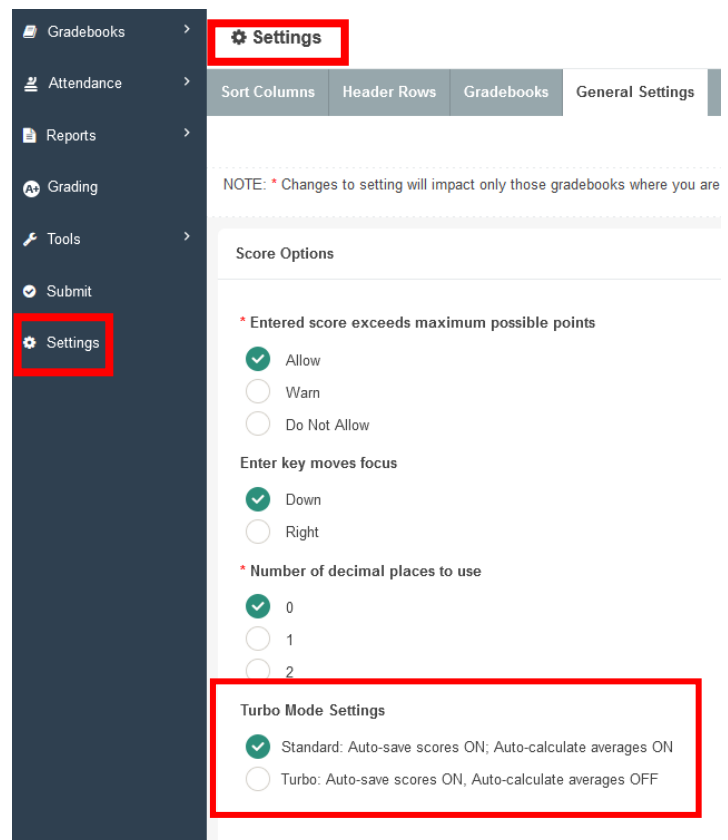 Gradebooks
Attendance
Reports
A+ Grading
Tools
Submit
Settings
Settings
Sort Columns Header Rows Gradebooks General Settings
NOTE: * Changes to setting will impact only those gradebooks where you are
Score Options
* Entered score exceeds maximum possible points
Allow
Warn
Do Not Allow
Enter key moves focus
Down
Right
* Number of decimal places to use
0
1
2
Turbo Mode Settings
Standard: Auto-save scores ON; Auto-calculate averages ON
Turbo: Auto-save scores ON, Auto-calculate averages OFF